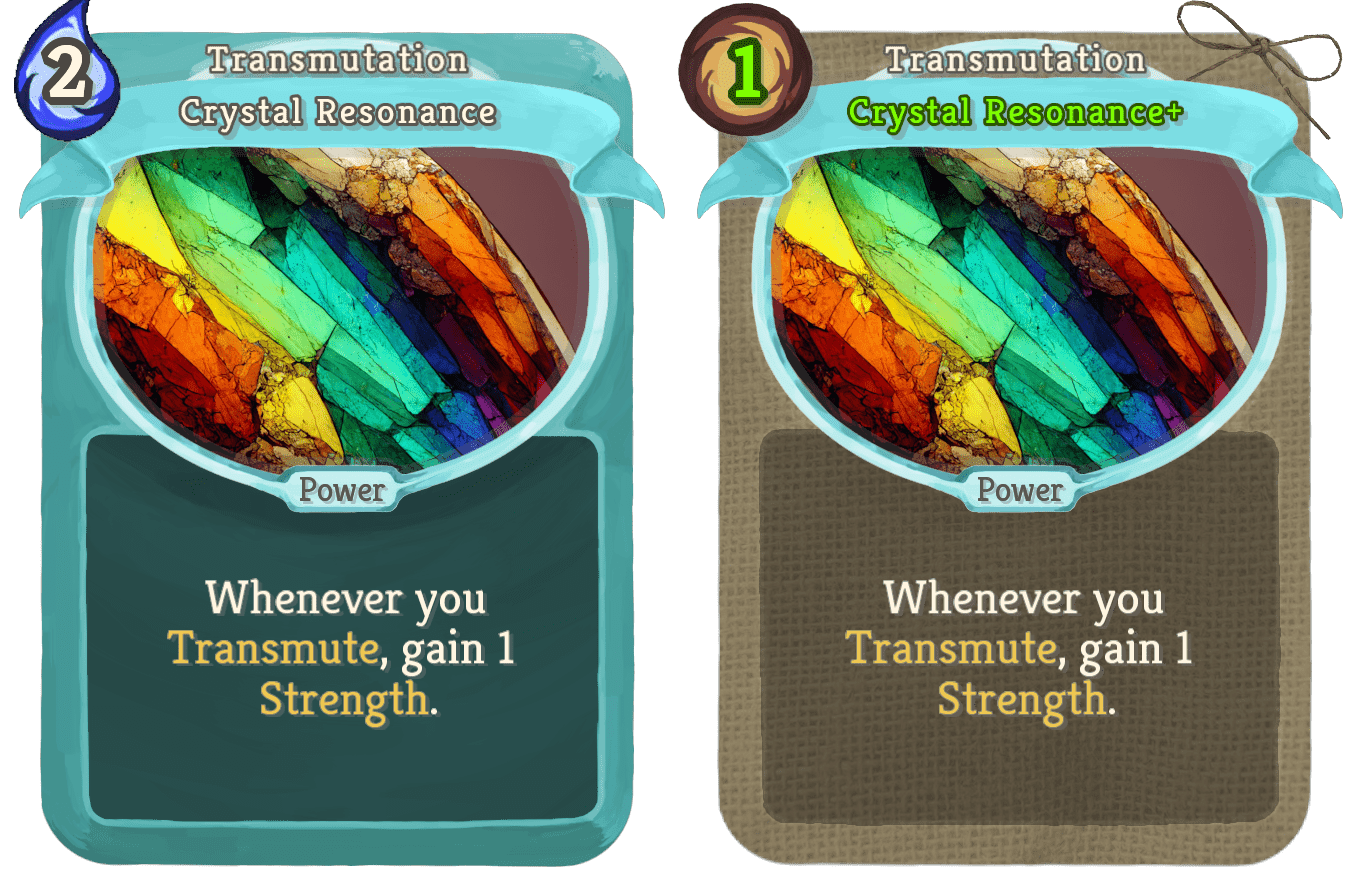 2
Transmutation
Crystal Resonance
Power
Whenever you
Transmute, gain 1
Strength.
1
Transmutation
Crystal Resonance+
Power
Whenever you
Transmute, gain 1
Strength.